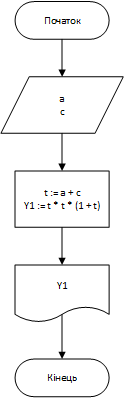 Початок
a
c
t := a + c
Y1 := t * t * (1 + t)
Y1
Кінець